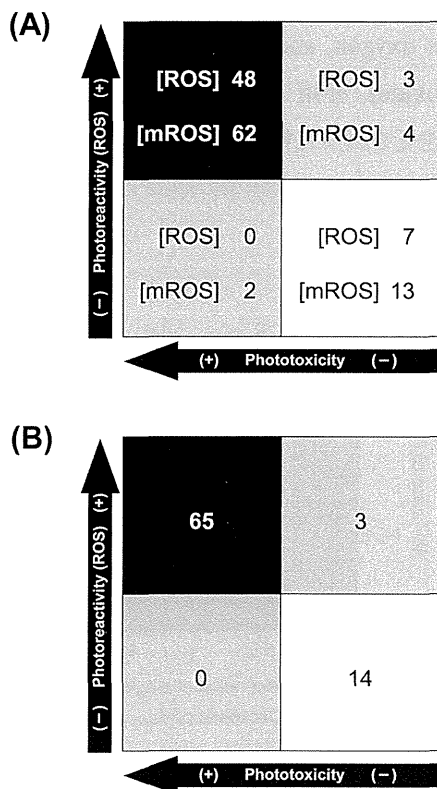 (A)
[ROS] 48
[mROS] 62
[ROS] 3
[mROS] 4
[ROS] 0
[mROS] 2
[ROS] 7
[mROS] 13
(−) Photoreactivity (ROS) (+)
(+) Phototoxicity (−)
(B)
65
3
0
14
(−) Photoreactivity (ROS) (+)
(+) Phototoxicity (−)